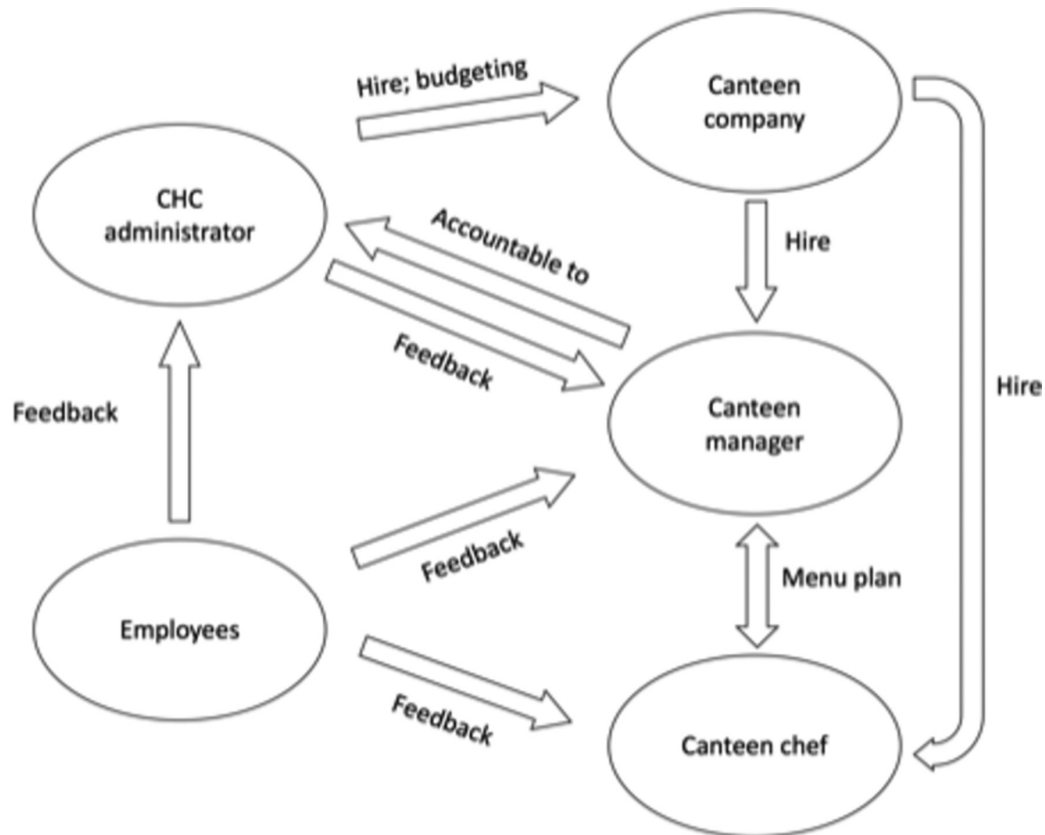 Hire; budgeting
Canteen
company
CHC
administrator
Accountable to
Hire
Feedback
Feedback
Canteen
manager
Hire
Feedback
Menu plan
Employees
Feedback
Canteen chef